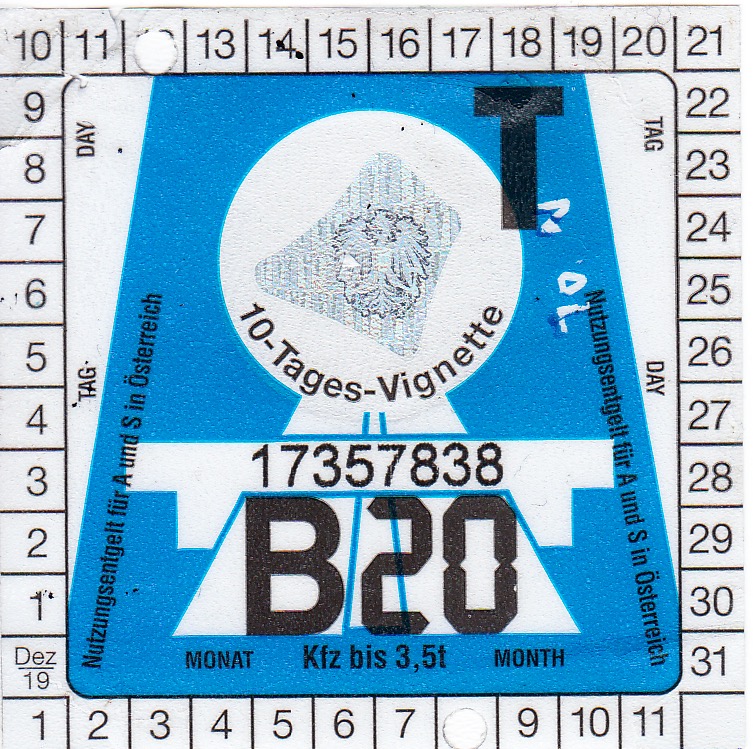 10 11 13 14 15 16 17 18 19 20 21
9 22
8 23
7 24
6 25
5 26
4 27
3 28
2 29
1 30
Dez
19
31
1 2 3 4 5 6 7 9 10 11
DAY
TAG
T
10-Tages-Vignette
TAG
DAY
Nutzungsentgelt für A und S in Österreich
Nutzungsentgelt für A und S in Österreich
17357838
B20
MONAT Kfz bis 3,5t MONTH